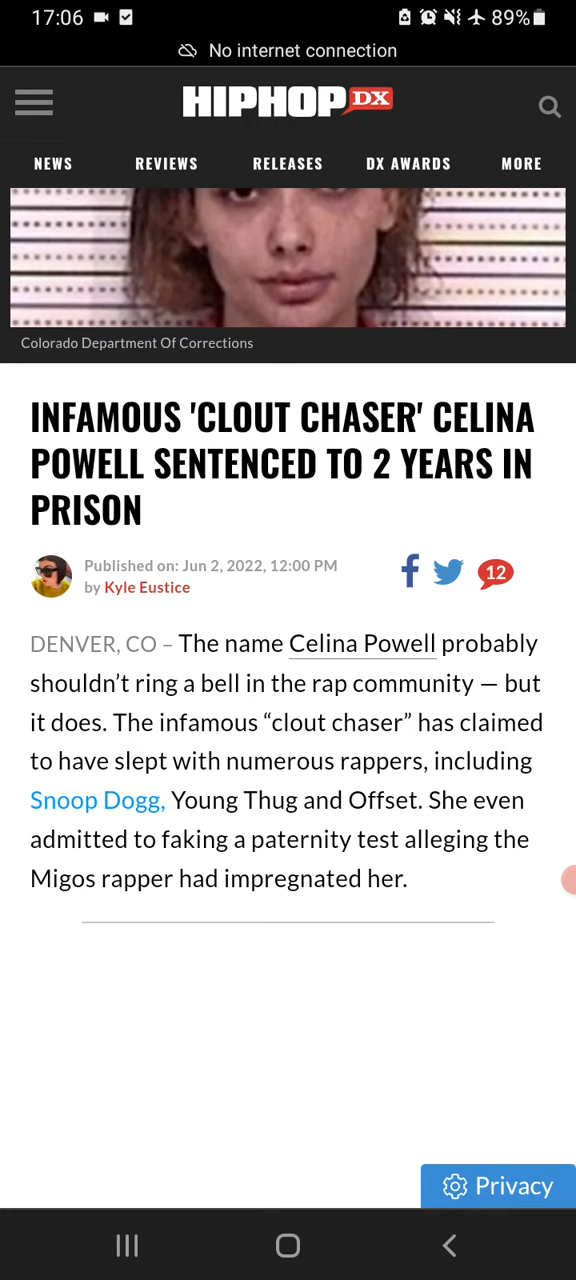 17:06 89%
No internet connection
HIPHOPDX
NEWS REVIEWS RELEASES DX AWARDS MORE
Colorado Department Of Corrections
INFAMOUS 'CLOUT CHASER' CELINA
POWELL SENTENCED TO 2 YEARS IN
PRISON
Published on: Jun 2, 2022, 12:00 PM
by Kyle Eustice
12
DENVER, CO – The name Celina Powell probably
shouldn’t ring a bell in the rap community — but
it does. The infamous “clout chaser” has claimed
to have slept with numerous rappers, including
Snoop Dogg, Young Thug and Offset. She even
admitted to faking a paternity test alleging the
Migos rapper had impregnated her.
Privacy